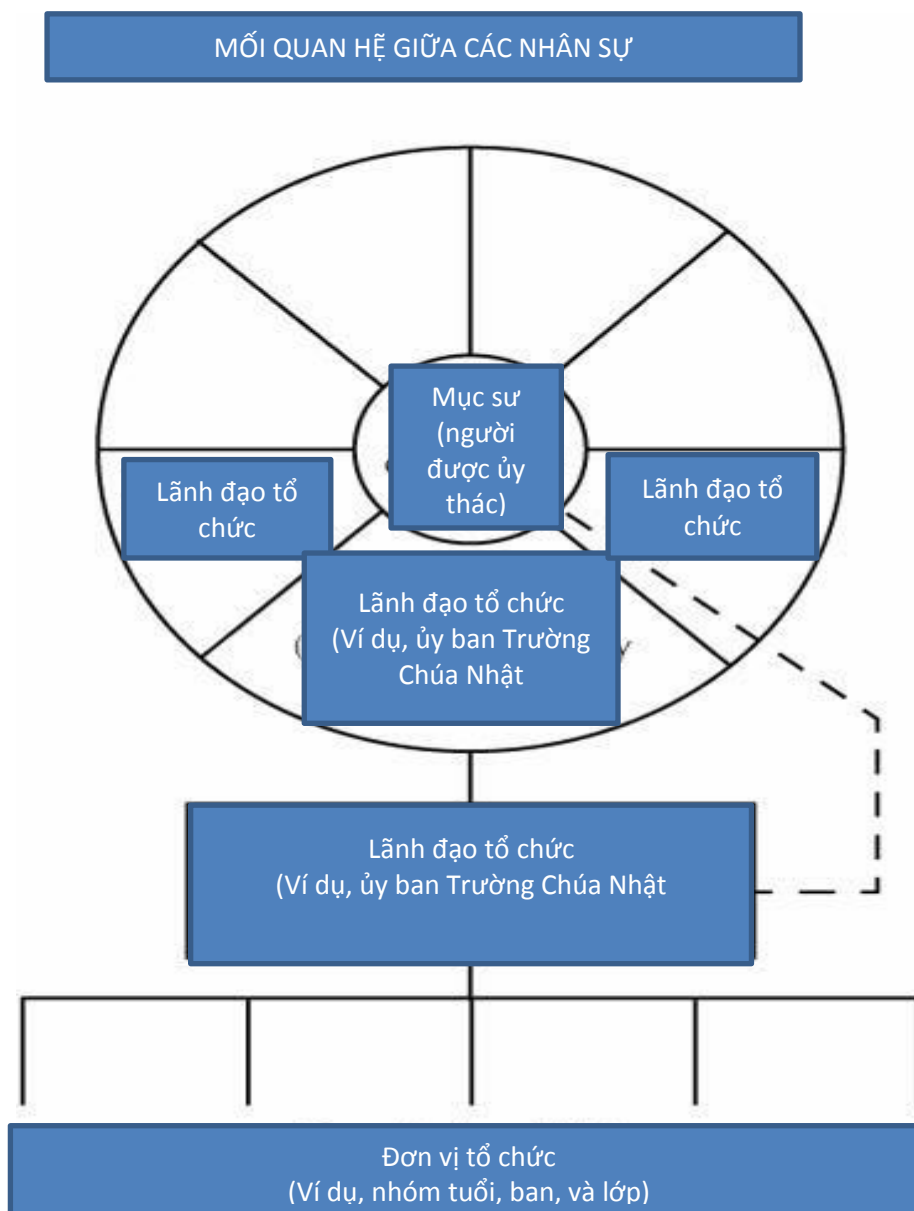 MỐI QUAN HỆ GIỮA CÁC NHÂN SỰ
Mục sư
(người
được ủy
thác)
Lãnh đạo tổ
chức
Lãnh đạo tổ
chức
Lãnh đạo tổ chức
(Ví dụ, ủy ban Trường
Chúa Nhật
Lãnh đạo tổ chức
(Ví dụ, ủy ban Trường Chúa Nhật
Đơn vị tổ chức
(Ví dụ, nhóm tuổi, ban, và lớp)